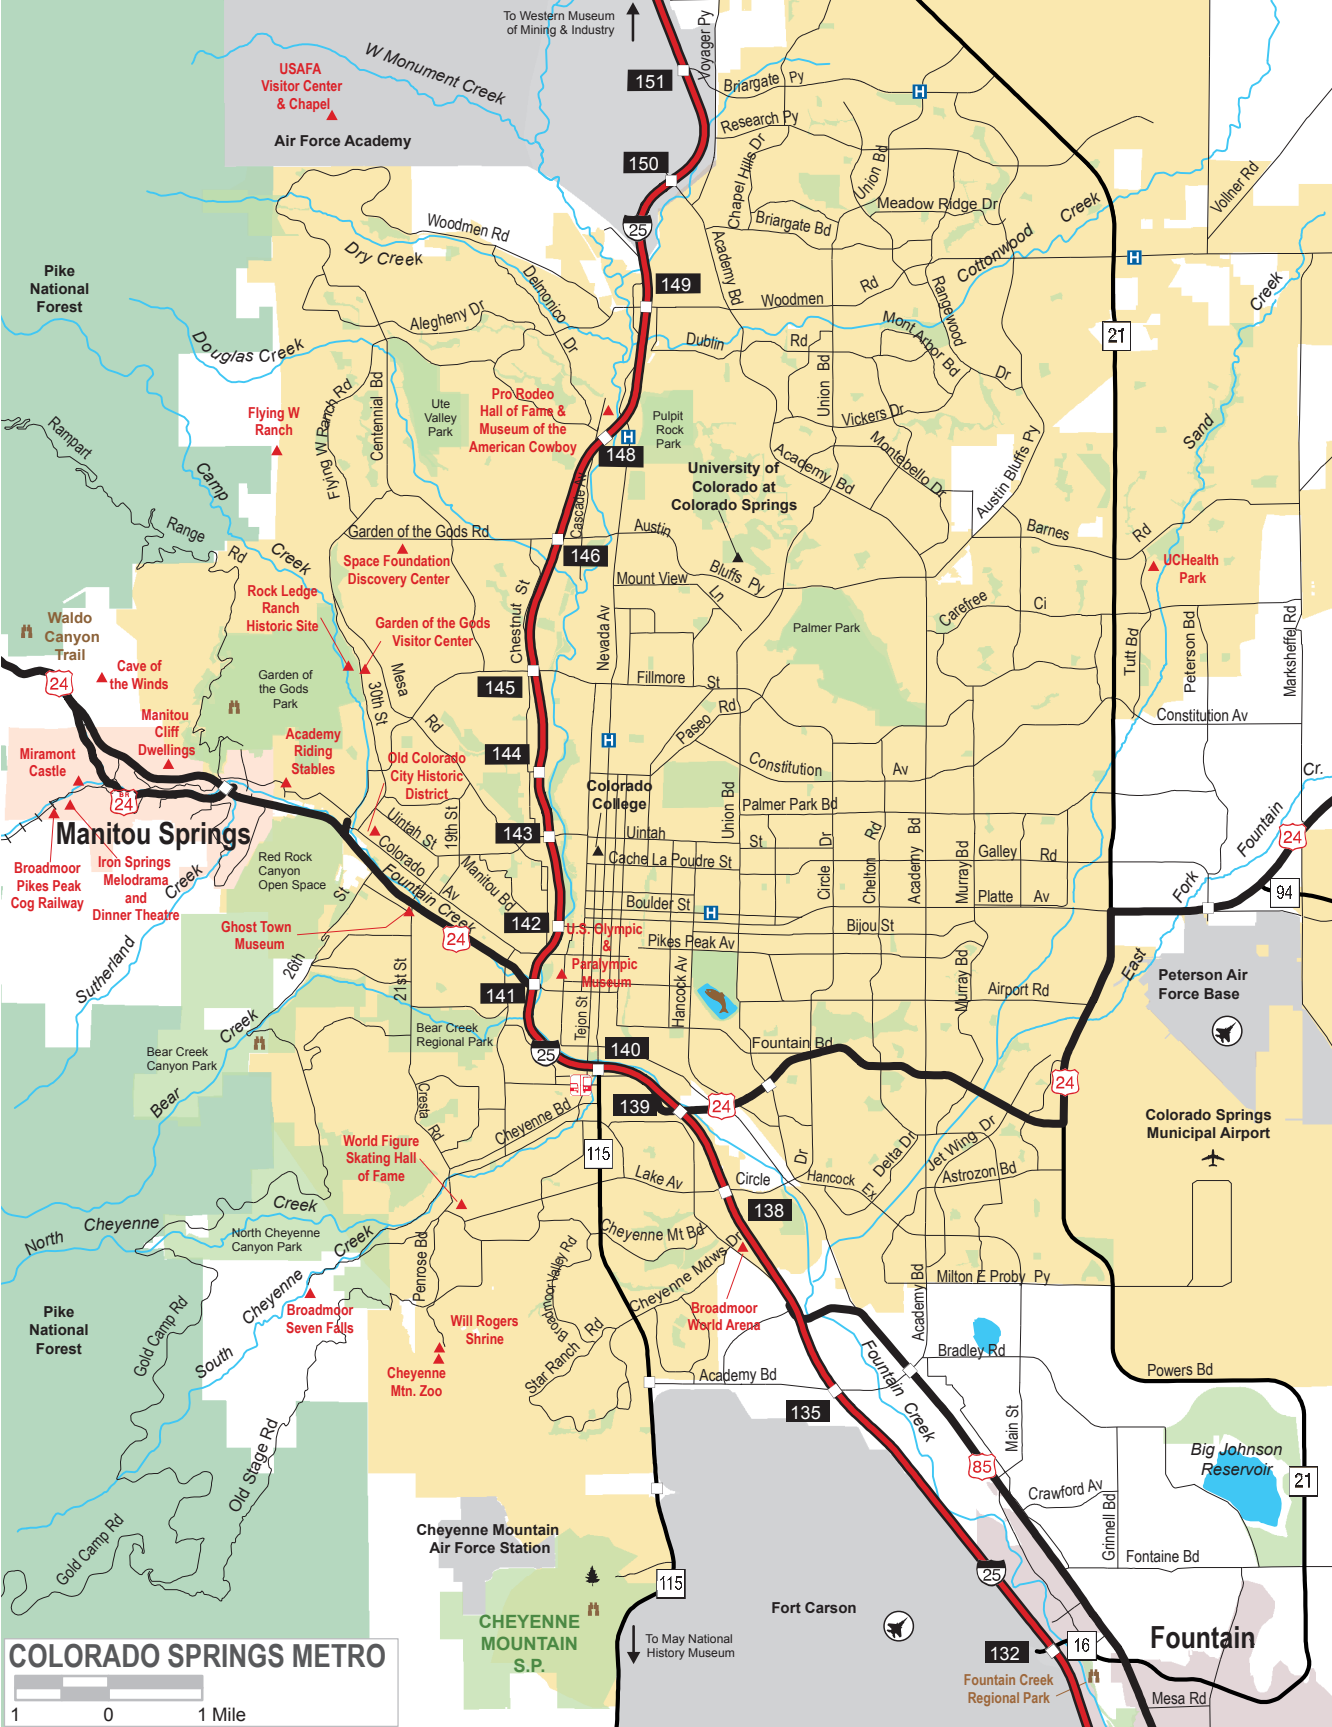 To Western Museum
of Mining & Industry
Voyager Py
151
Briargate Py
W Monument Creek
USAFA
Visitor Center
& Chapel
Air Force Academy
Research Py
150
Chapel Hills Dr
Union Bd
Meadow Ridge Dr
Vollner Rd
Cottonwood Creek
Briargate Bd
25
Woodmen Rd
Dry Creek
Academy Bd
Pike
National
Forest
149
Woodmen Rd
Rangewood
Delmonico Dr
Alegheny Dr
Mont Arbor Bd
Dublin Rd
Dr
21
Creek
Douglas Creek
Union Bd
Flying W Ranch Rd
Centennial Bd
Pro Rodeo
Hall of Fame &
Museum of the
American Cowboy
Ute
Valley
Park
Pulpit
Rock
Park
Vickers Dr
Flying W
Ranch
Rampart
148
Academy Bd
Montebello Dr
Austin Bluffs Py
Sand
University of
Colorado at
Colorado Springs
Camp
Cascade Av
Range
Rd
Creek
Garden of the Gods Rd
Austin
Barnes Rd
146
Space Foundation
Discovery Center
Mount View
Ln
Bluffs Py
UCHealth
Park
Rock Ledge
Ranch
Historic Site
Chestnut St
Nevada Av
Carefree Ci
Waldo
Canyon
Trail
Garden of the Gods
Visitor Center
Palmer Park
Tutt Bd
Peterson Bd
Marksheffel Rd
Cave of
the Winds
24
Garden of
the Gods
Park
30th St
Mesa
Rd
145
Fillmore St
Paseo Rd
Constitution Av
Manitou
Cliff
Dwellings
Academy
Riding
Stables
144
Miramont
Castle
Old Colorado
City Historic
District
Constitution Av
Cr.
Colorado
College
BR
24
Union Bd
Palmer Park Bd
Fountain
Manitou Springs
Uintah St
19th St
143
Uintah St
Dr
Rd
Academy Bd
24
Galley Rd
Cache La Poudre St
Circle
Chelton
Murray Bd
Broadmoor
Pikes Peak
Cog Railway
Iron Springs
Melodrama
and
Dinner Theatre
Creek
Red Rock
Canyon
Open Space
Colorado
Av
Manitou Bd
Fountain Creek
Platte Av
Fork
94
Boulder St
142
Ghost Town
Museum
24
U.S. Olympic
&
Paralympic
Museum
Bijou St
Pikes Peak Av
Sutherland
26th St
21st St
Hancock Av
Murray Bd
East
Peterson Air
Force Base
141
Airport Rd
Tejon St
Creek
Bear Creek
Regional Park
Bear Creek
Canyon Park
25
140
Fountain Bd
24
Bear
Cresta Rd
139
24
Cheyenne Bd
Colorado Springs
Municipal Airport
World Figure
Skating Hall
of Fame
115
Dr
Delta Dr
Jet Wing Dr
Astrozon Bd
Lake Av
Circle
Hancock
Ex
North Cheyenne Creek
138
North Cheyenne
Canyon Park
Creek
Cheyenne Mt Bd
Penrose Bd
Broadmoor Valley Rd
Cheyenne Mdws Dr
Academy Bd
Milton E Proby Py
Cheyenne
Broadmoor
Seven Falls
Broadmoor
World Arena
Pike
National
Forest
Gold Camp Rd
Will Rogers
Shrine
Star Ranch Rd
South
Cheyenne
Mtn. Zoo
Fountain Creek
Bradley Rd
Academy Bd
Powers Bd
135
Main St
Old Stage Rd
Big Johnson
Reservoir
85
21
Crawford Av
Gold Camp Rd
Cheyenne Mountain
Air Force Station
Grinnell Bd
Fontaine Bd
25
115
Fort Carson
CHEYENNE
MOUNTAIN
S.P.
To May National
History Museum
132
16
Fountain
Fountain Creek
Regional Park
Mesa Rd
COLORADO SPRINGS METRO
1 0 1 Mile